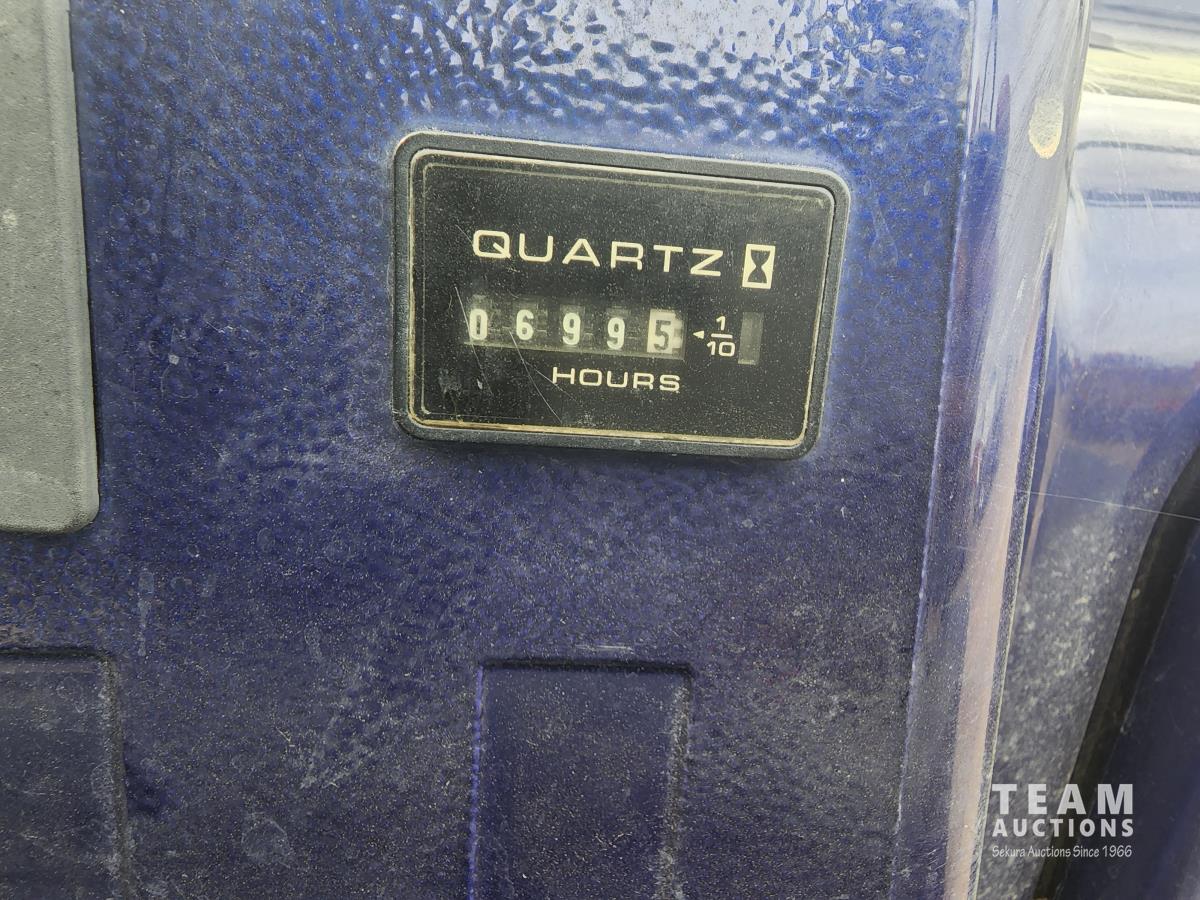 QUARTZ
06995 1/10
HOURS
TEAM
AUCTIONS
Sekura Auctions Since 1966